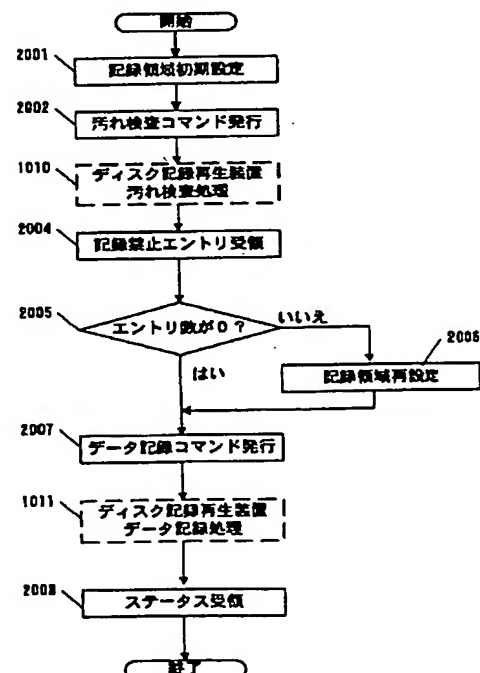 開始
2001
記録領域初期設定
2002
汚れ検査コマンド発行
1010
ディスク記録再生装置
汚れ検査処理
2004
記録禁止エントリ受領
2005
エントリ数が0?
いいえ
はい
2006
記録領域再設定
2007
データ記録コマンド発行
1011
ディスク記録再生装置
データ記録処理
2008
ステータス受領
終了